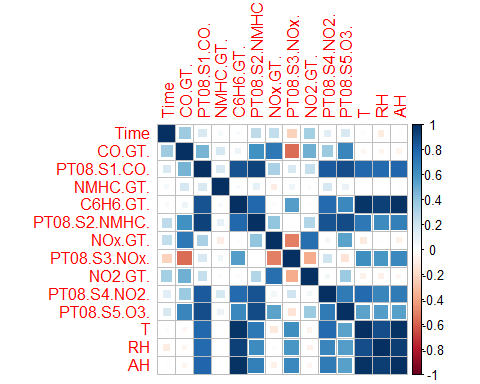 Time
CO.GT.
PT08.S1.CO.
NMHC.GT.
C6H6.GT.
PT08.S2.NMHC
NOx.GT.
PT08.S3.NOx.
NO2.GT.
PT08.S4.NO2.
PT08.S5.O3.
T
RH
AH
Time
CO.GT.
PT08.S1.CO.
NMHC.GT.
C6H6.GT.
PT08.S2.NMHC.
NOx.GT.
PT08.S3.NOx.
NO2.GT.
PT08.S4.NO2.
PT08.S5.O3.
T
RH
AH
1
0.8
0.6
0.4
0.2
0
-0.2
-0.4
-0.6
-0.8
-1